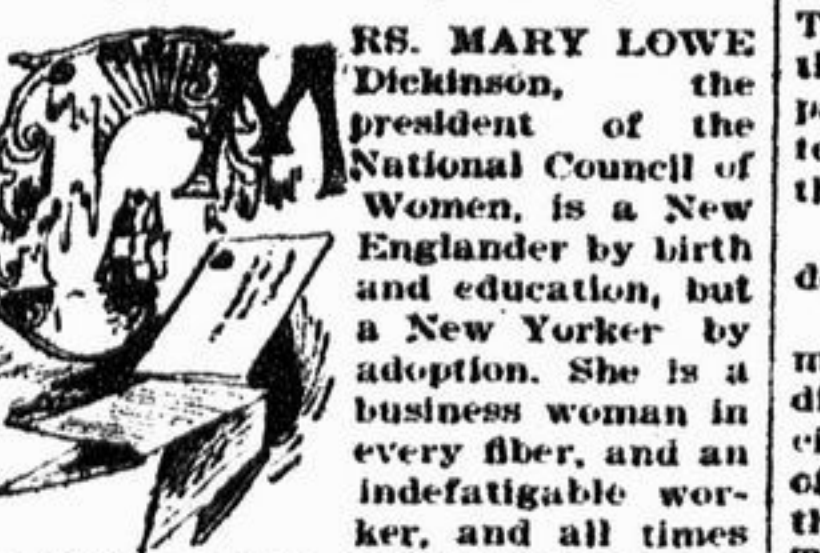 MRS. MARY LOWE
Dickinson, the
president of the
National Council of
Women, is a New
Englander by birth
and education, but
a New Yorker by
adoption. She is a
business woman in
every fiber, and an
indefatigable wor-
ker, and all times